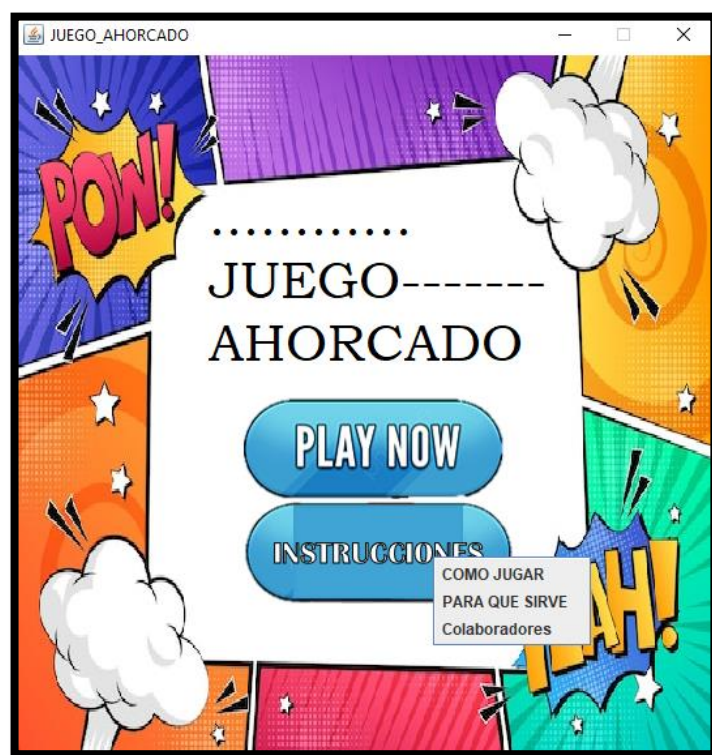 JUEGO_AHORCADO
POW!
............
JUEGO-------
AHORCADO
PLAY NOW
INSTRUCCIONES
COMO JUGAR
PARA QUE SIRVE
Colaboradores